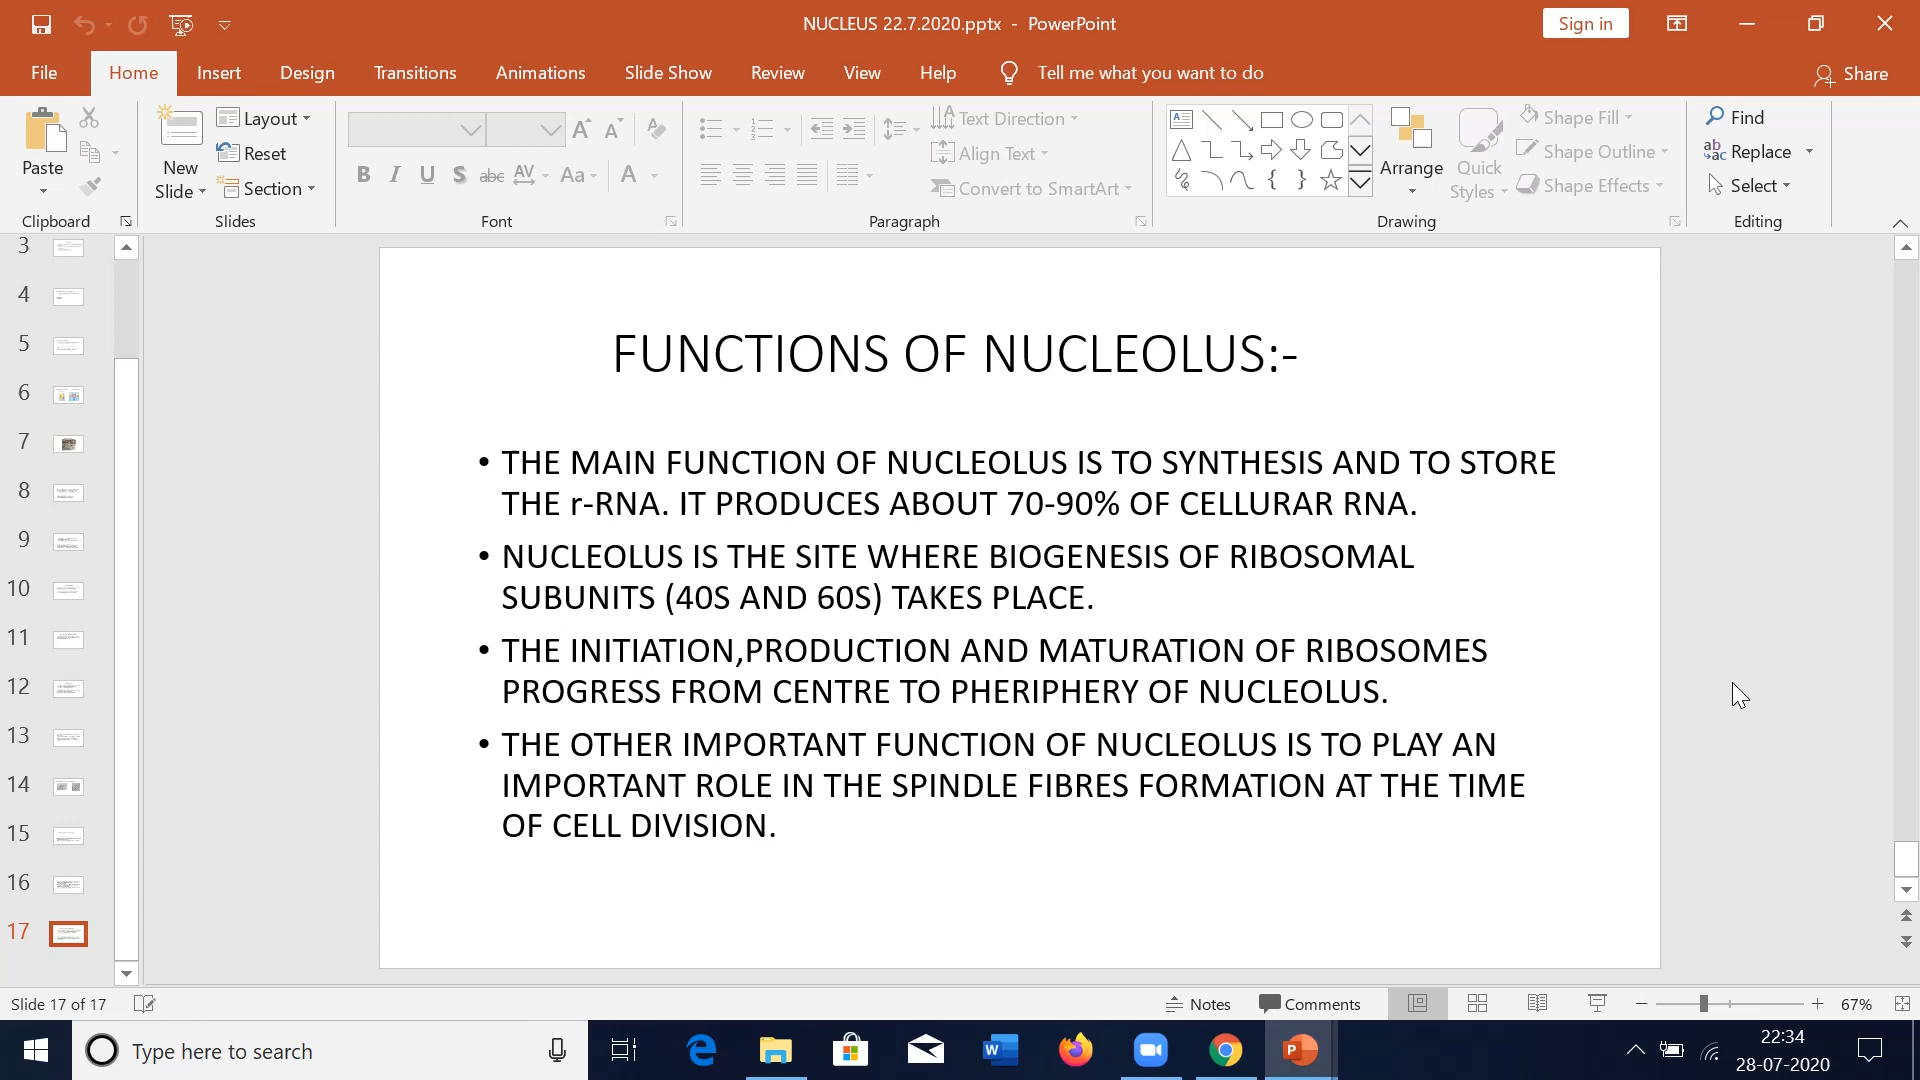 NUCLEUS 22.7.2020.pptx - PowerPoint
Sign in
File Home Insert Design Transitions Animations Slide Show Review View Help Tell me what you want to do Share
Paste
Clipboard
New Slide
Layout
Reset
Section
Slides
B I U S abc AV Aa A
Font
Text Direction
Align Text
Convert to SmartArt
Paragraph
Arrange
Quick Styles
Shape Fill
Shape Outline
Shape Effects
Drawing
Find
Replace
Select
Editing
3
4
5
6
7
8
9
10
11
12
13
14
15
16
17
FUNCTIONS OF NUCLEOLUS:-
• THE MAIN FUNCTION OF NUCLEOLUS IS TO SYNTHESIS AND TO STORE
THE r-RNA. IT PRODUCES ABOUT 70-90% OF CELLURAR RNA.
• NUCLEOLUS IS THE SITE WHERE BIOGENESIS OF RIBOSOMAL
SUBUNITS (40S AND 60S) TAKES PLACE.
• THE INITIATION,PRODUCTION AND MATURATION OF RIBOSOMES
PROGRESS FROM CENTRE TO PHERIPHERY OF NUCLEOLUS.
• THE OTHER IMPORTANT FUNCTION OF NUCLEOLUS IS TO PLAY AN
IMPORTANT ROLE IN THE SPINDLE FIBRES FORMATION AT THE TIME
OF CELL DIVISION.
Slide 17 of 17
Notes Comments 67%
Type here to search
22:34
28-07-2020